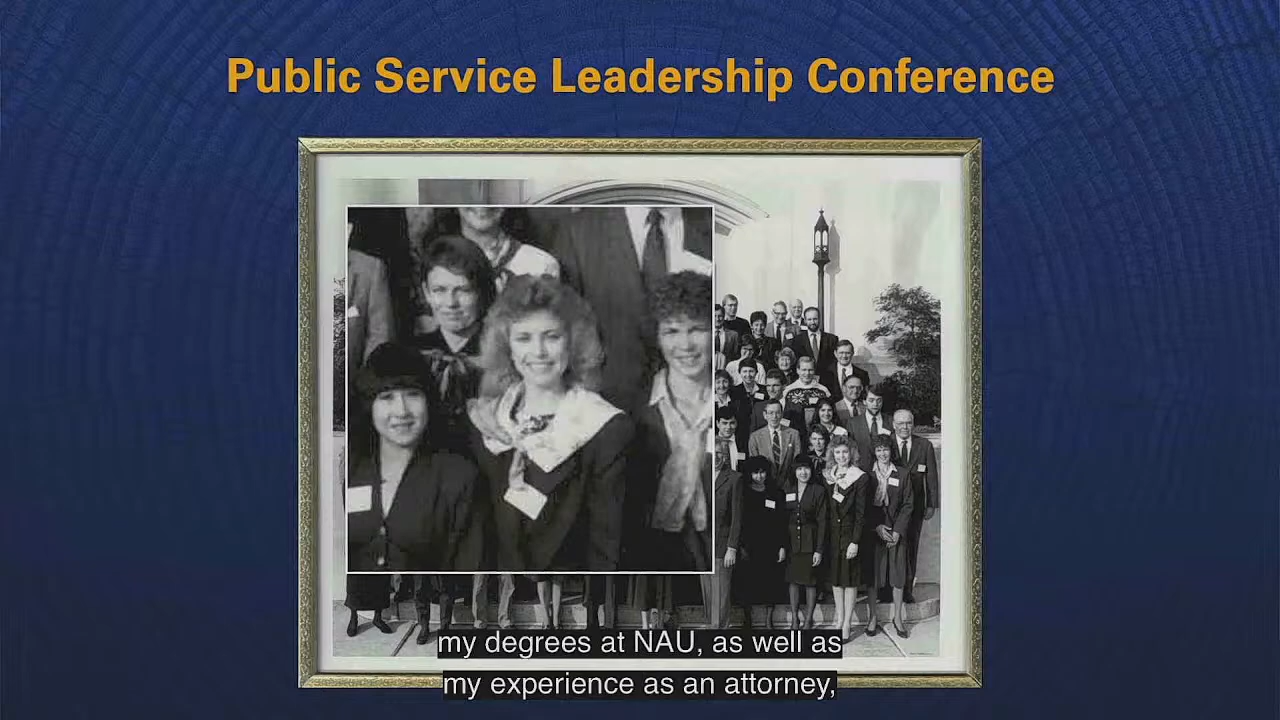 Public Service Leadership Conference
my degrees at NAU, as well as
my experience as an attorney,